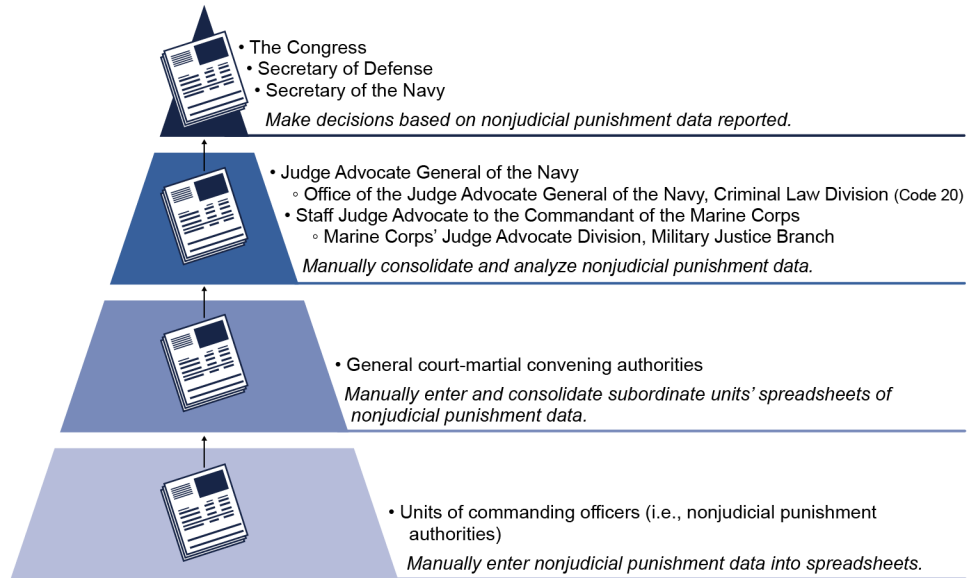 • The Congress
• Secretary of Defense
• Secretary of the Navy
Make decisions based on nonjudicial punishment data reported.
• Judge Advocate General of the Navy
◦ Office of the Judge Advocate General of the Navy, Criminal Law Division (Code 20)
• Staff Judge Advocate to the Commandant of the Marine Corps
◦ Marine Corps’ Judge Advocate Division, Military Justice Branch
Manually consolidate and analyze nonjudicial punishment data.
• General court-martial convening authorities
Manually enter and consolidate subordinate units’ spreadsheets of
nonjudicial punishment data.
• Units of commanding officers (i.e., nonjudicial punishment
authorities)
Manually enter nonjudicial punishment data into spreadsheets.